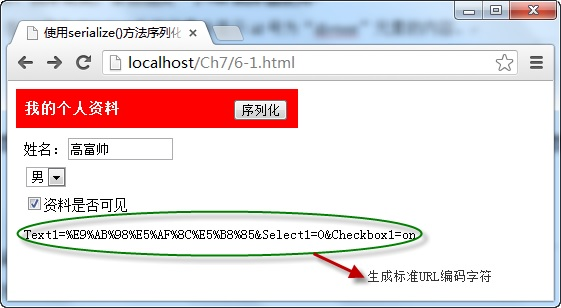 使用serialize()方法序列化
localhost/Ch7/6-1.html
我的个人资料 序列化
姓名：高富帅
男
资料是否可见
Text1=%E9%AB%98%E5%AF%8C%E5%B8%85&Select1=0&Checkbox1=on
生成标准URL编码字符